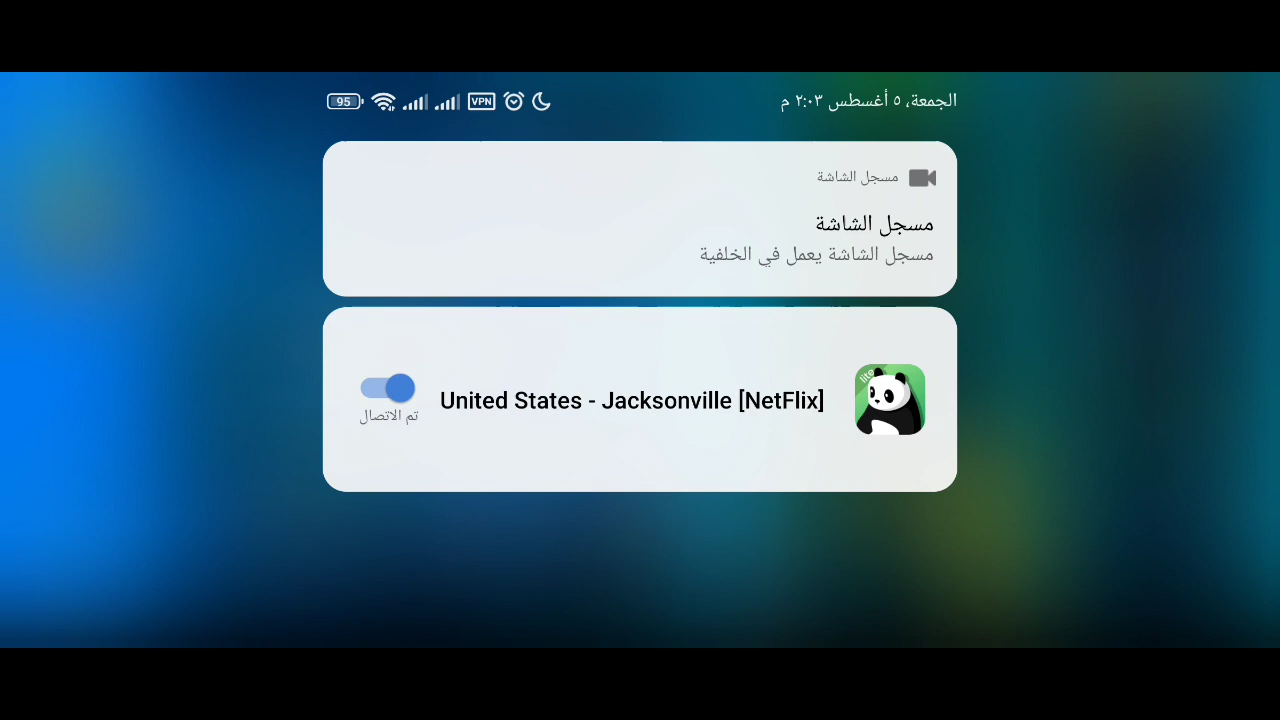 الجمعة، ٥ أغسطس ٢:٠٣ م
VPN 95
مسجل الشاشة
مسجل الشاشة
مسجل الشاشة يعمل في الخلفية
lite
United States - Jacksonville [NetFlix]
تم الاتصال